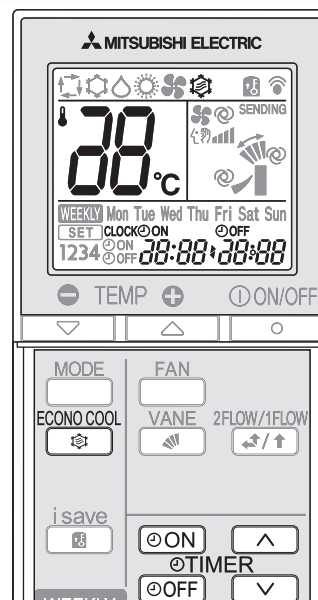 MITSUBISHI ELECTRIC
SENDING
88°C
WEEKLY Mon Tue Wed Thu Fri Sat Sun
SET CLOCK ON OFF
1234 ON OFF 88:88 88:88
TEMP ON/OFF
MODE FAN
ECONO COOL VANE 2FLOW/1FLOW
i save
ON
TIMER
OFF
WEEKLY